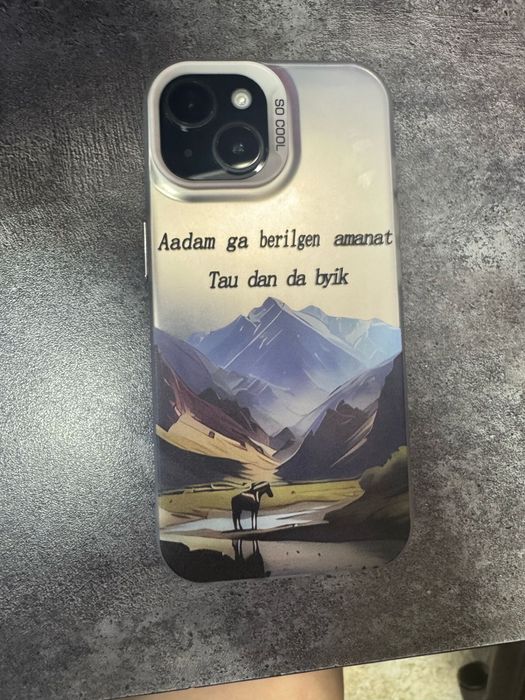 SO COOL
Aadam ga berilgen amanat
Tau dan da byik